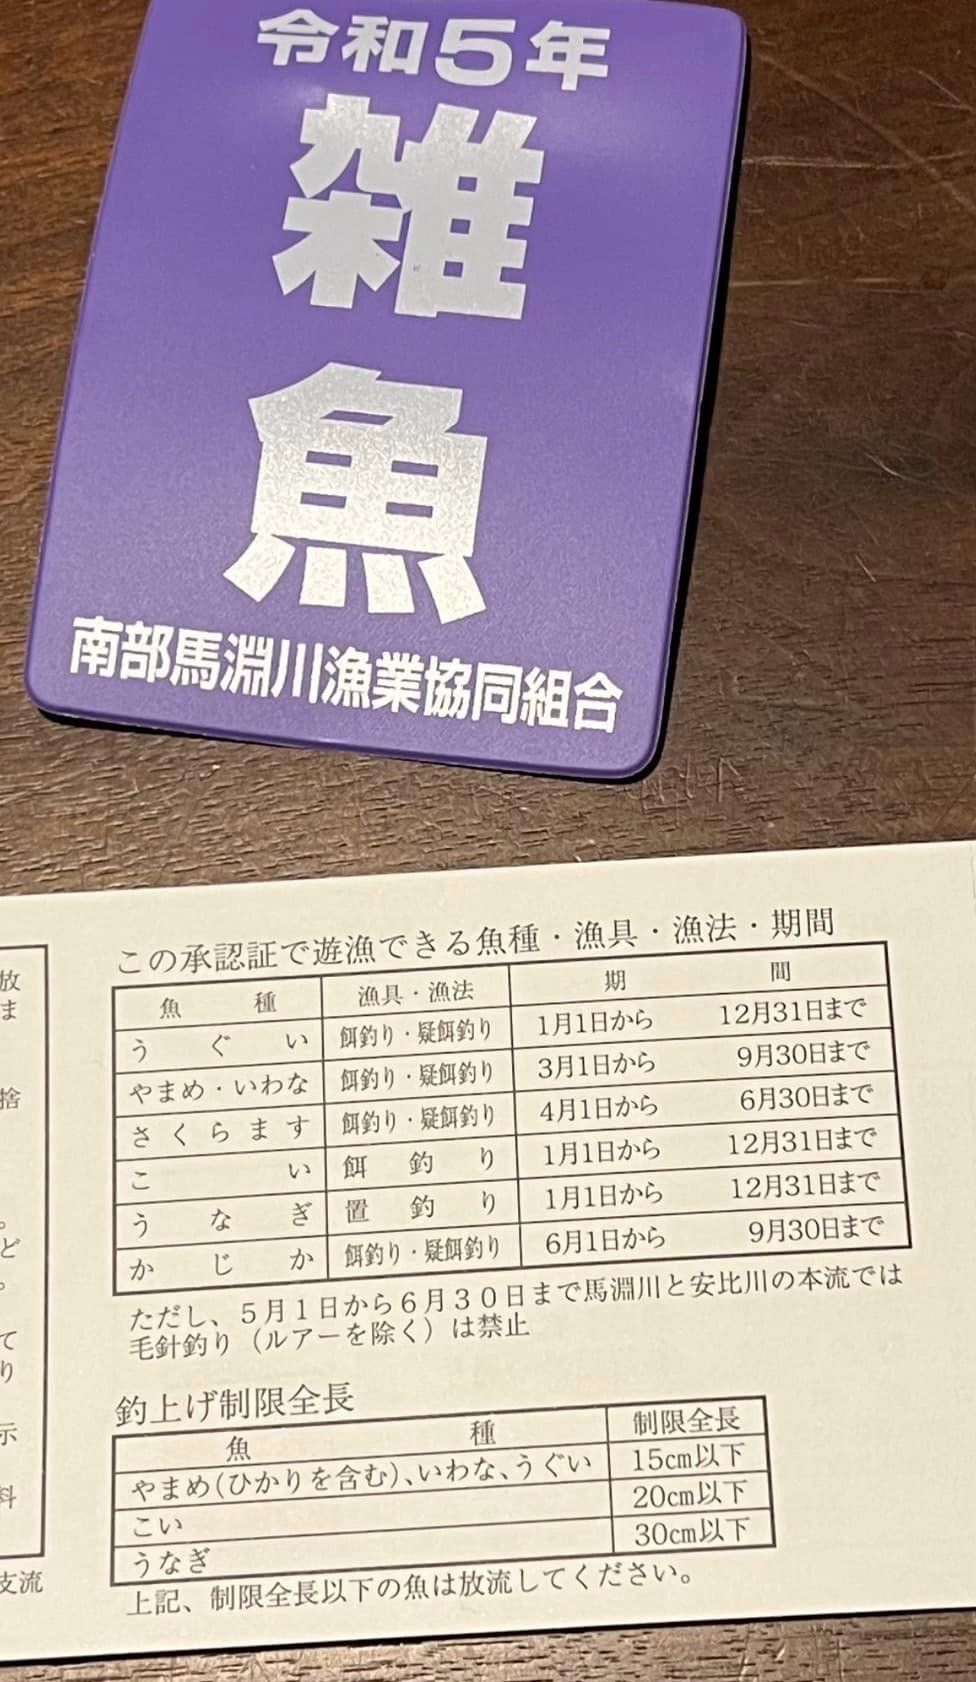 令和5年
雑
魚
南部馬淵川漁業協同組合
放
ま
捨
。
ど
。
て
り
示
料
支流
この承認証で遊漁できる魚種・漁具・漁法・期間
魚種 漁具・漁法 期間
うぐい 餌釣り・疑餌釣り 1月1日から 12月31日まで
やまめ・いわな 餌釣り・疑餌釣り 3月1日から 9月30日まで
さくらます 餌釣り・疑餌釣り 4月1日から 6月30日まで
こい 餌釣り 1月1日から 12月31日まで
うなぎ 置釣り 1月1日から 12月31日まで
かじか 餌釣り・疑餌釣り 6月1日から 9月30日まで
ただし、5月1日から6月30日まで馬淵川と安比川の本流では
毛針釣り（ルアーを除く）は禁止
釣上げ制限全長
魚種 制限全長
やまめ(ひかりを含む)、いわな、うぐい 15cm以下
こい 20cm以下
うなぎ 30cm以下
上記、制限全長以下の魚は放流してください。